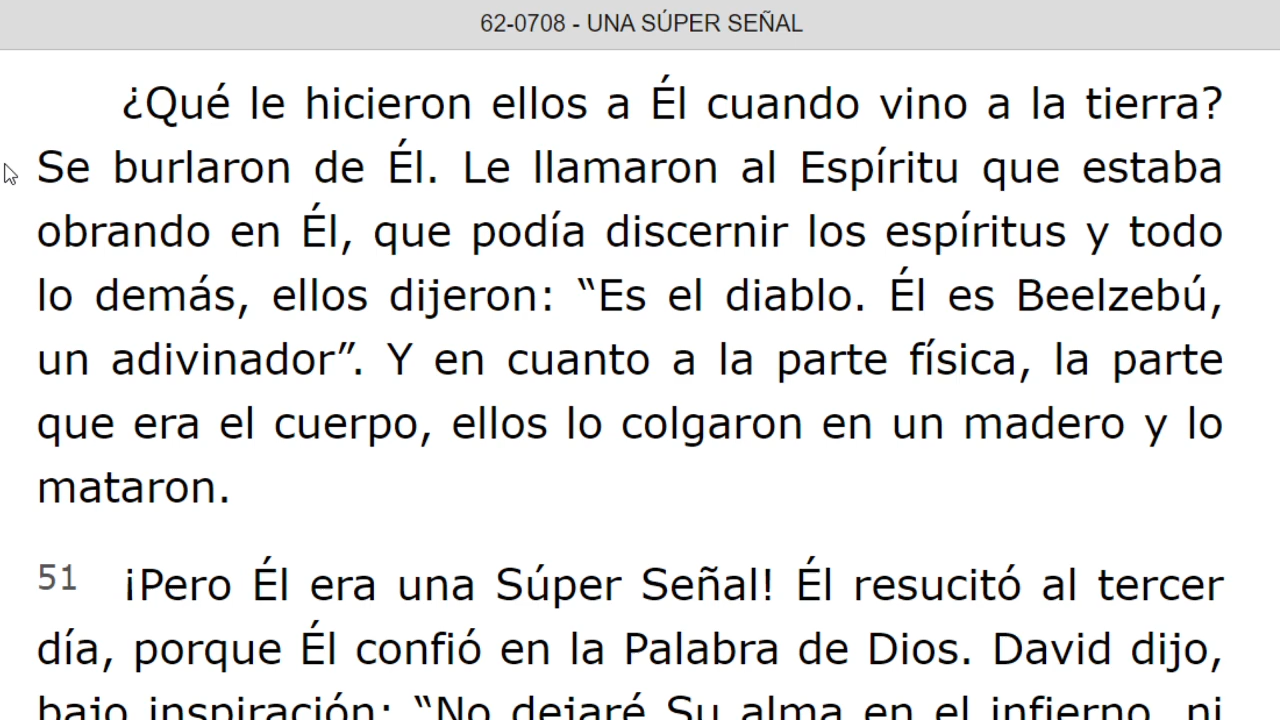 62-0708 - UNA SÚPER SEÑAL
¿Qué le hicieron ellos a Él cuando vino a la tierra?
Se burlaron de Él. Le llamaron al Espíritu que estaba
obrando en Él, que podía discernir los espíritus y todo
lo demás, ellos dijeron: “Es el diablo. Él es Beelzebú,
un adivinador”. Y en cuanto a la parte física, la parte
que era el cuerpo, ellos lo colgaron en un madero y lo
mataron.
51 ¡Pero Él era una Súper Señal! Él resucitó al tercer
día, porque Él confió en la Palabra de Dios. David dijo,
bajo inspiración: “No dejaré Su alma en el infierno, ni